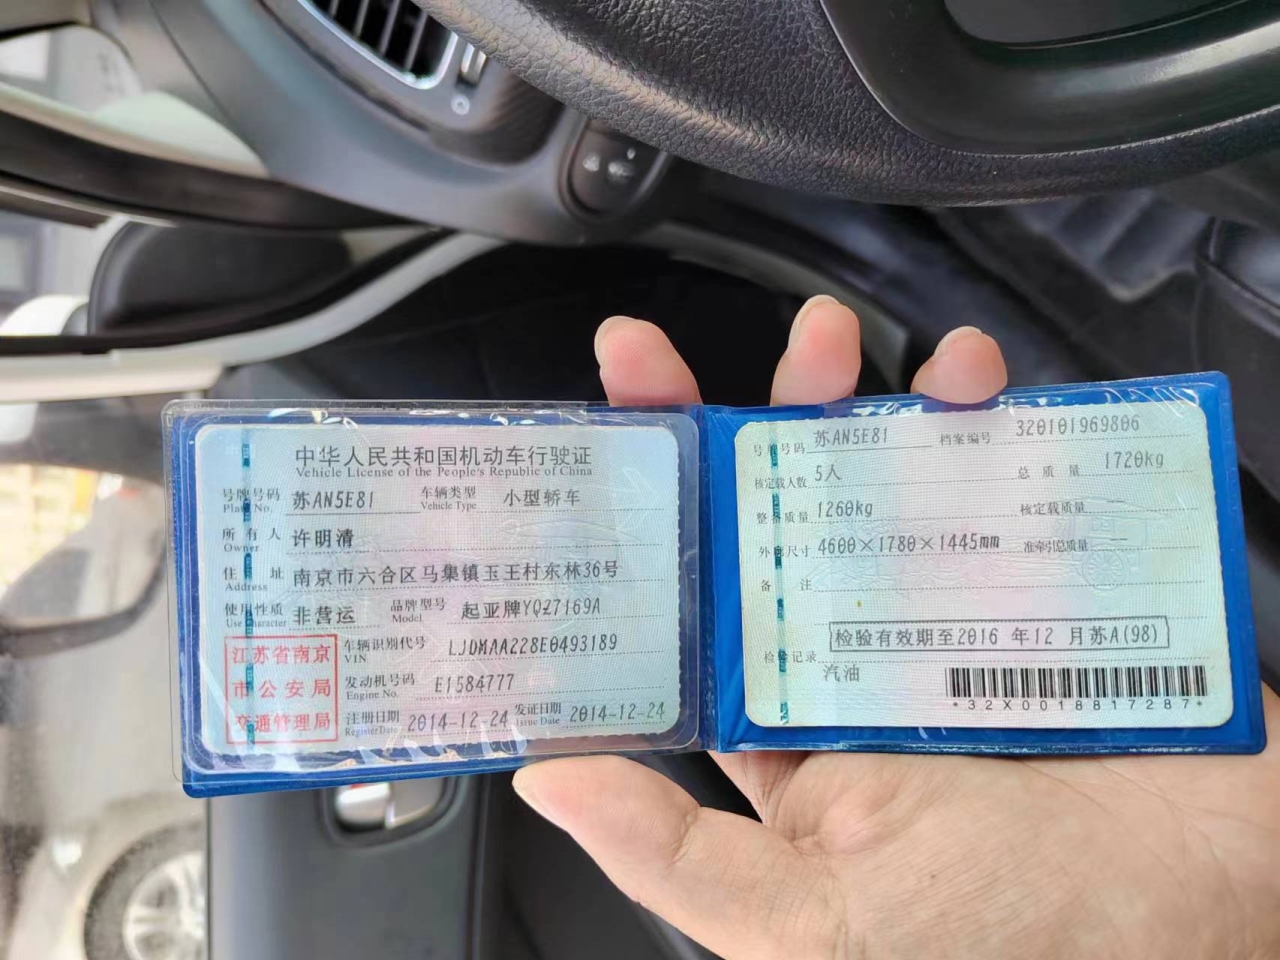 中华人民共和国机动车行驶证
Vehicle License of the People's Republic of China
号牌号码 苏AN5E81 车辆类型 小型轿车
Plate No. Vehicle Type
所有人 许明清
Owner
住址 南京市六合区马集镇玉王村东林36号
Address
使用性质 非营运 品牌型号 起亚牌YQZ7169A
Use Character Model
江苏省南京市公安局交通管理局
车辆识别代号 LJDMAA228E0493189
VIN
发动机号码 E1584777
Engine No.
注册日期 2014-12-24 发证日期 2014-12-24
Register Date Issue Date
号牌号码 苏AN5E81 档案编号 320101969806
核定载人数 5人 总质量 1720kg
整备质量 1260kg 核定载质量 —
外廓尺寸 4600×1780×1445mm 准牵引总质量 —
备注
检验有效期至2016年12月苏A(98)
检验记录
汽油
*32X0018817287*